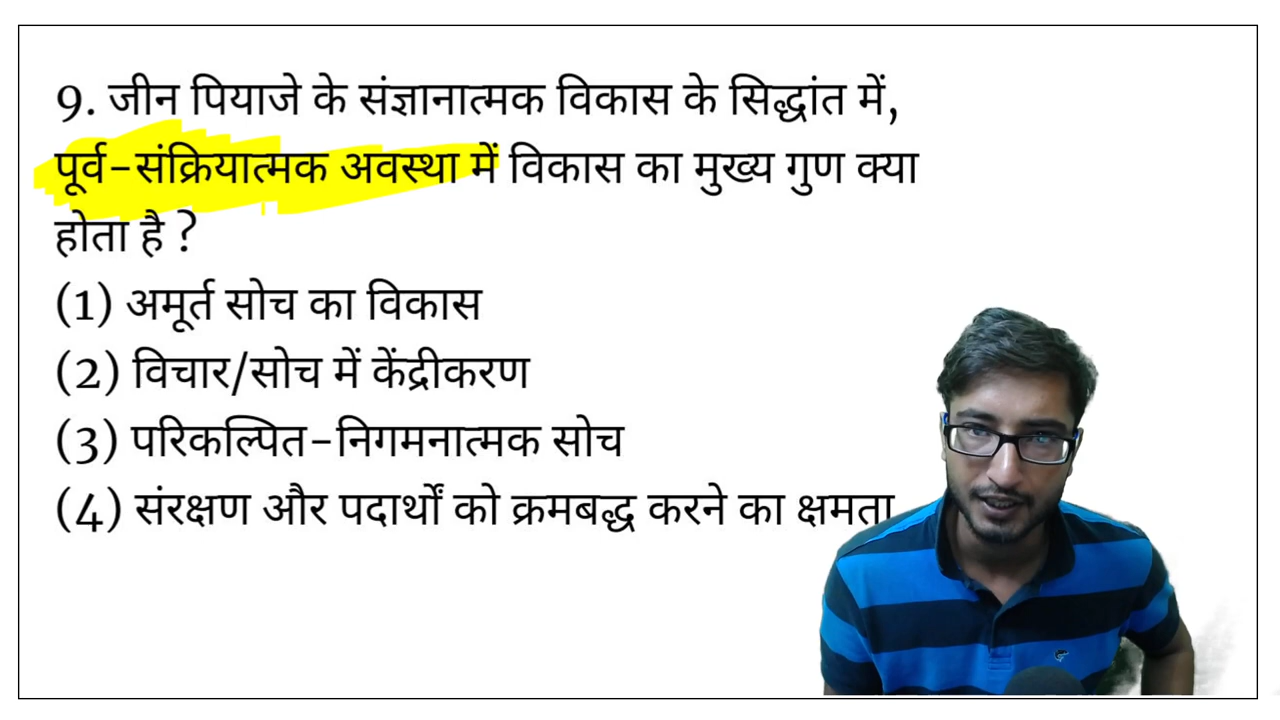 9. जीन पियाजे के संज्ञानात्मक विकास के सिद्धांत में,
पूर्व-संक्रियात्मक अवस्था में विकास का मुख्य गुण क्या
होता है ?
(1) अमूर्त सोच का विकास
(2) विचार/सोच में केंद्रीकरण
(3) परिकल्पित-निगमनात्मक सोच
(4) संरक्षण और पदार्थों को क्रमबद्ध करने का क्षमता